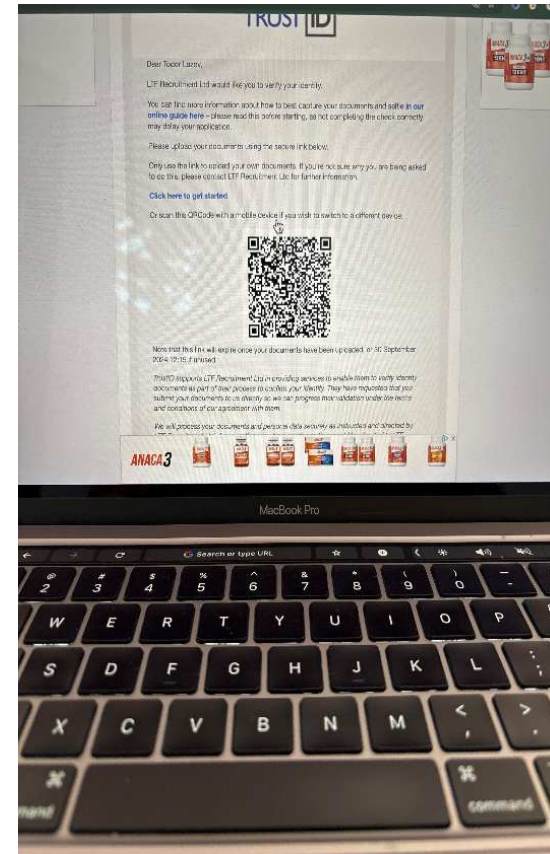 TRUST ID
Dear Todor Lazov,
LTF Recruitment Ltd would like you to verify your identity.
You can find more information about how to best capture your documents and selfie in our
online guide here - please read this before starting, as not completing the check correctly
may delay your application.
Please upload your documents using the secure link below.
Only use the link to upload your own documents. If you're not sure why you are being asked
to do this, please contact LTF Recruitment Ltd for further information.
Click here to get started
Or scan this QRCode with a mobile device if you wish to switch to a different device:
Note that this link will expire once your documents have been uploaded, or 30 September
2024 12:15 if unused.
TrustID supports LTF Recruitment Ltd in providing services to enable them to verify identity
documents as part of their process to confirm your identity. They have requested that you
submit your documents to us directly so we can progress their validation under the terms
and conditions of our agreement with them.
We will process your documents and personal data securely as instructed and directed by
ANACA3
MacBook Pro
Search or type URL
@ # $ % ^ & * ( ) _
2 3 4 5 6 7 8 9 0 -
W E R T Y U I O P
S D F G H J K L : ;
X C V B N M < , > .
⌘ ⌘
command command